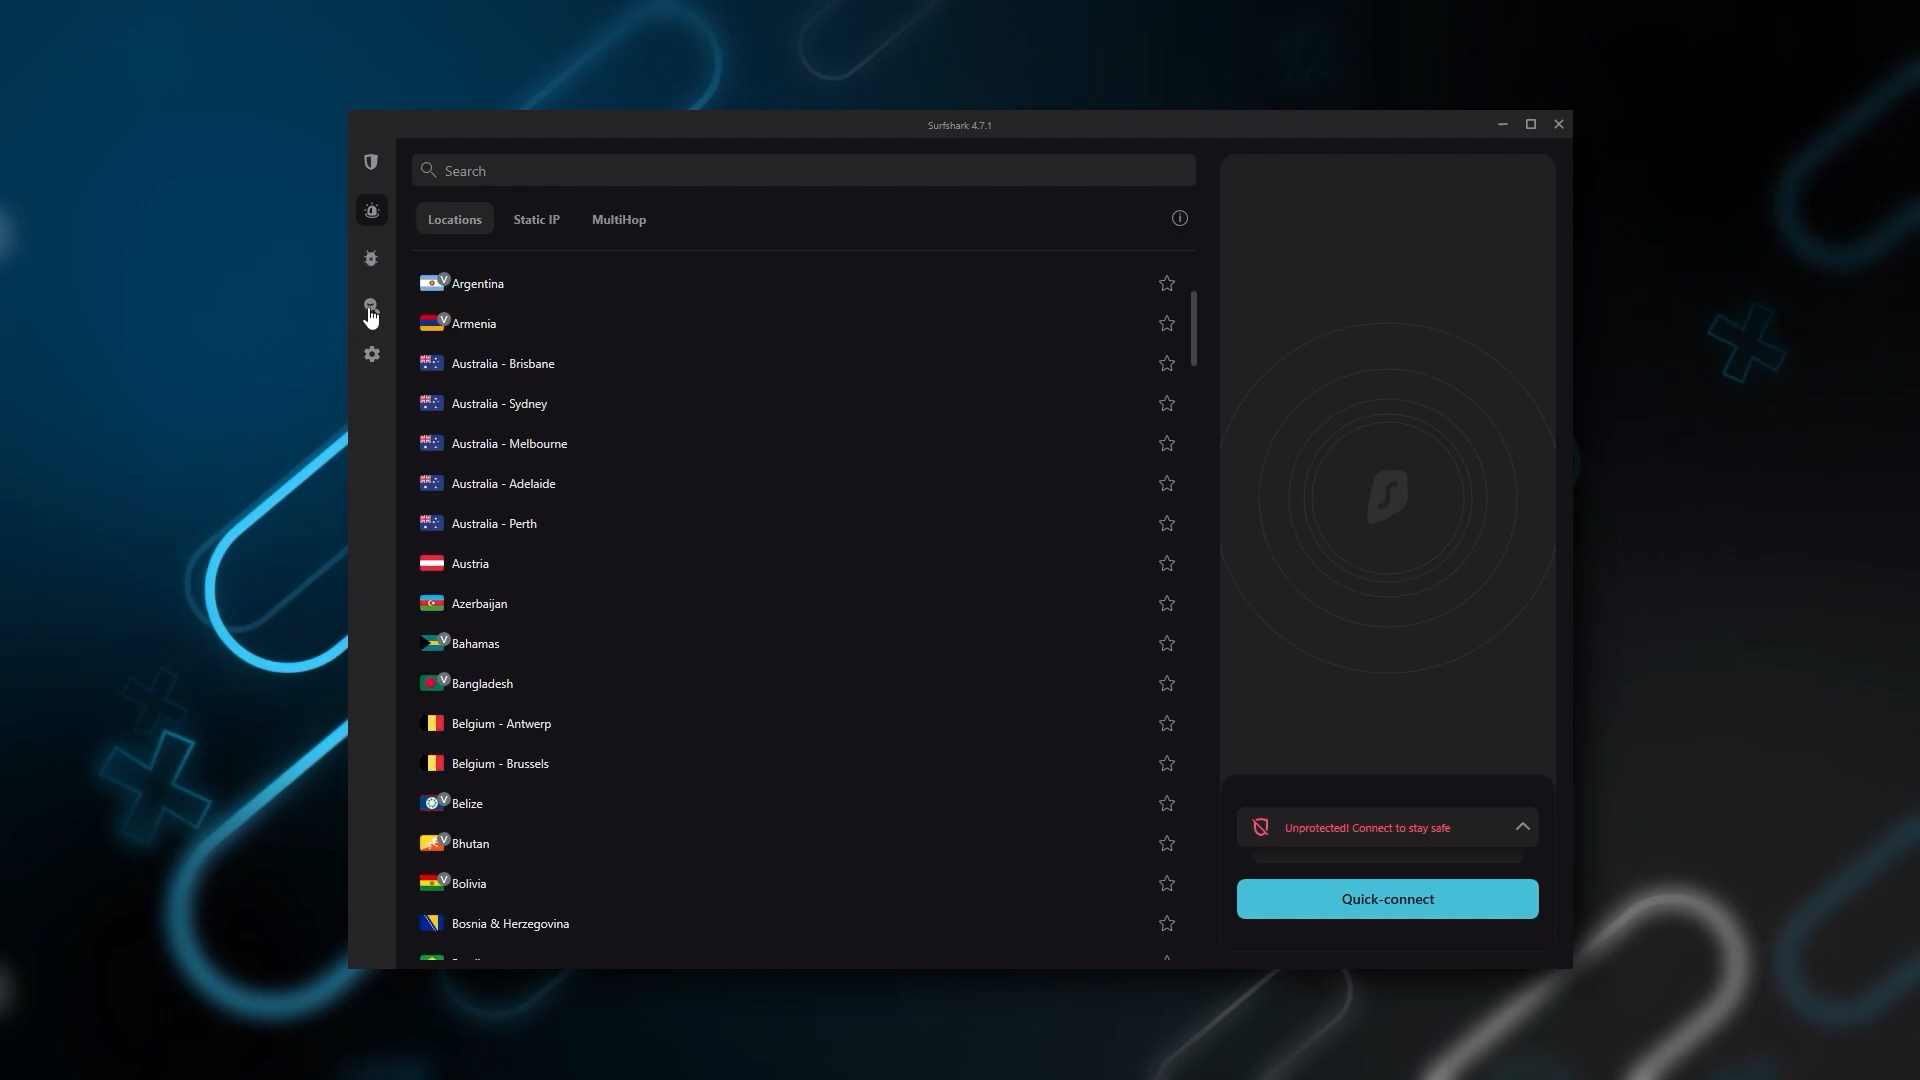 Surfshark 4.7.1
Search
Locations Static IP MultiHop
V Argentina
V Armenia
Australia - Brisbane
Australia - Sydney
Australia - Melbourne
Australia - Adelaide
Australia - Perth
Austria
Azerbaijan
V Bahamas
V Bangladesh
Belgium - Antwerp
Belgium - Brussels
V Belize
V Bhutan
V Bolivia
Bosnia & Herzegovina
Unprotected! Connect to stay safe
Quick-connect